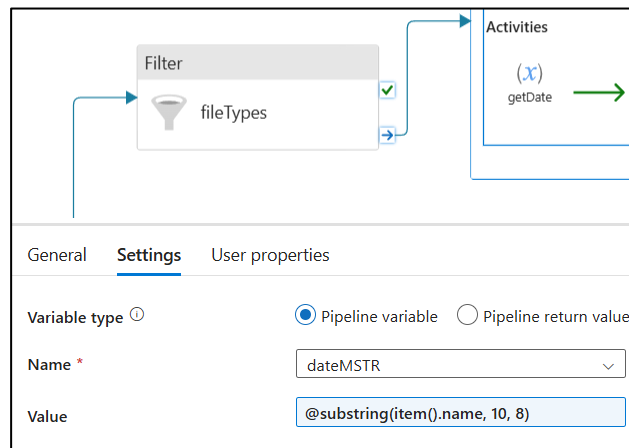 Activities
Filter
(x)
getDate
fileTypes
General Settings User properties
Variable type Pipeline variable Pipeline return value
Name * dateMSTR
Value @substring(item().name, 10, 8)